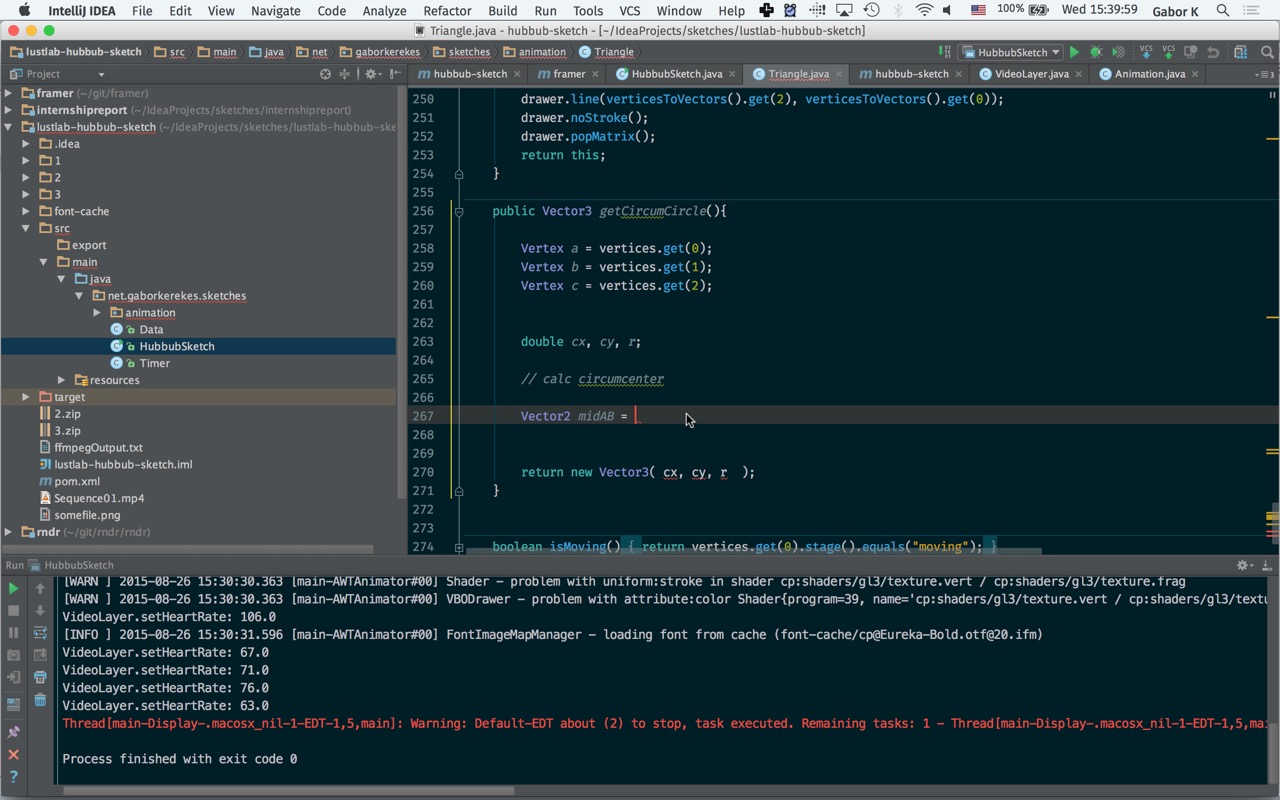 IntelliJ IDEA File Edit View Navigate Code Analyze Refactor Build Run Tools VCS Window Help 100% Wed 15:39:59 Gabor K
Triangle.java - hubbub-sketch - [~/IdeaProjects/sketches/lustlab-hubbub-sketch]
lustlab-hubbub-sketch src main java net gaborkerekes sketches animation Triangle HubbubSketch VCS VCS
Project
hubbub-sketch framer HubbubSketch.java Triangle.java hubbub-sketch VideoLayer.java Animation.java
framer (~/git/framer)
internshipreport (~/IdeaProjects/sketches/internshipreport)
lustlab-hubbub-sketch (~/IdeaProjects/sketches/lustlab-hubbub-ske
.idea
1
2
3
font-cache
src
export
main
java
net.gaborkerekes.sketches
animation
Data
HubbubSketch
Timer
resources
target
2.zip
3.zip
ffmpegOutput.txt
lustlab-hubbub-sketch.iml
pom.xml
Sequence01.mp4
somefile.png
rndr (~/git/rndr/rndr)
250 drawer.line(verticesToVectors().get(2), verticesToVectors().get(0));
251 drawer.noStroke();
252 drawer.popMatrix();
253 return this;
254 }
255
256 public Vector3 getCircumCircle(){
257
258 Vertex a = vertices.get(0);
259 Vertex b = vertices.get(1);
260 Vertex c = vertices.get(2);
261
262
263 double cx, cy, r;
264
265 // calc circumcenter
266
267 Vector2 midAB =
268
269
270 return new Vector3( cx, cy, r  );
271 }
272
273
274 boolean isMoving() { return vertices.get(0).stage().equals("moving"); }
Run HubbubSketch
[WARN ] 2015-08-26 15:30:30.363 [main-AWTAnimator#00] Shader - problem with uniform:stroke in shader cp:shaders/gl3/texture.vert / cp:shaders/gl3/texture.frag
[WARN ] 2015-08-26 15:30:30.363 [main-AWTAnimator#00] VBODrawer - problem with attribute:color Shader{program=39, name='cp:shaders/gl3/texture.vert / cp:shaders/gl3/textu
VideoLayer.setHeartRate: 106.0
[INFO ] 2015-08-26 15:30:31.596 [main-AWTAnimator#00] FontImageMapManager - loading font from cache (font-cache/cp@Eureka-Bold.otf@20.ifm)
VideoLayer.setHeartRate: 67.0
VideoLayer.setHeartRate: 71.0
VideoLayer.setHeartRate: 76.0
VideoLayer.setHeartRate: 63.0
Thread[main-Display-.macosx_nil-1-EDT-1,5,main]: Warning: Default-EDT about (2) to stop, task executed. Remaining tasks: 1 - Thread[main-Display-.macosx_nil-1-EDT-1,5,mai
Process finished with exit code 0